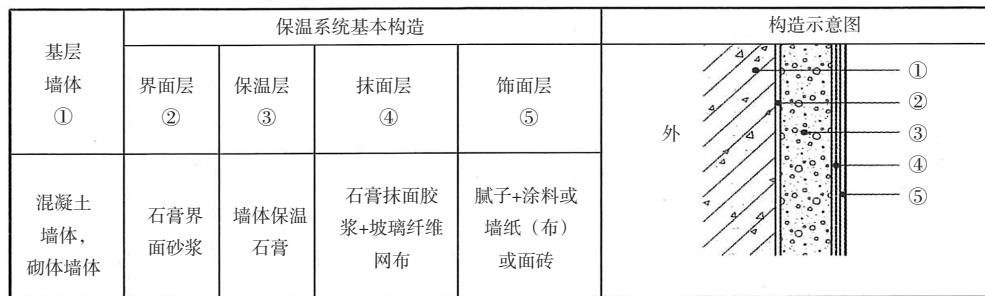 基层
墙体
①
保温系统基本构造
构造示意图
界面层
②
保温层
③
抹面层
④
饰面层
⑤
混凝土
墙体，
砌体墙体
石膏界
面砂浆
墙体保温
石膏
石膏抹面胶
浆+玻璃纤维
网布
腻子+涂料或
墙纸（布）
或面砖
外
①
②
③
④
⑤